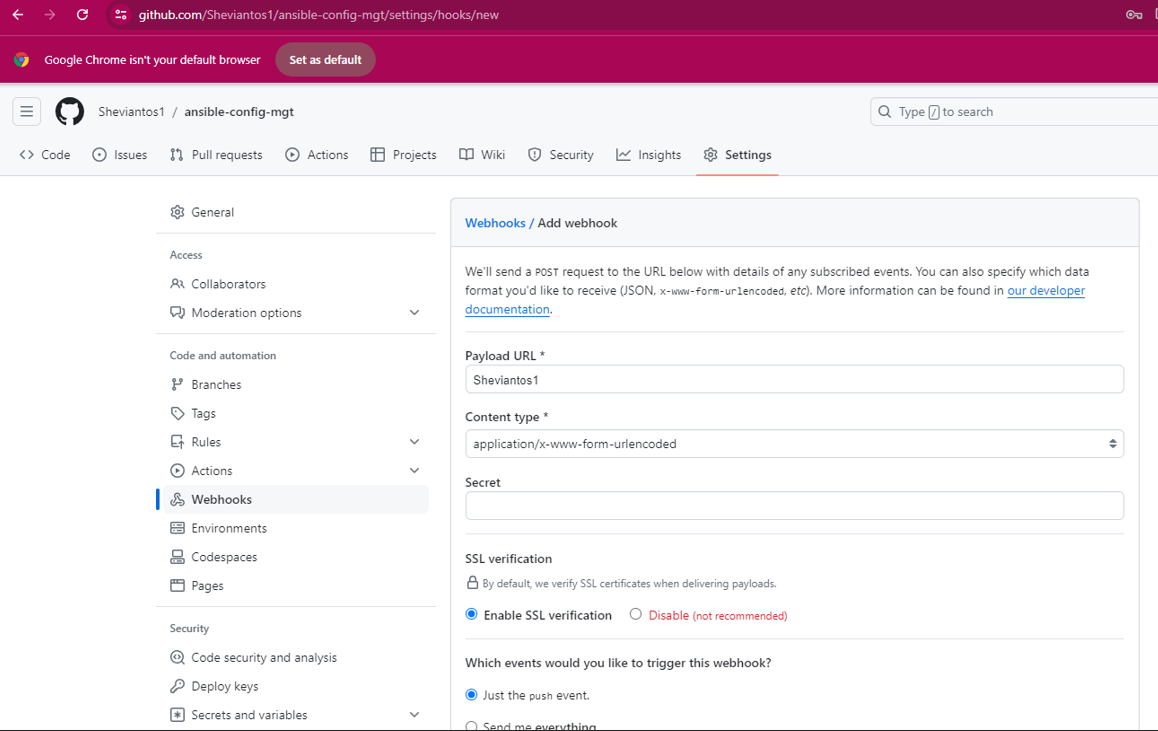 github.com/Sheviantos1/ansible-config-mgt/settings/hooks/new
Google Chrome isn't your default browser Set as default
Sheviantos1 / ansible-config-mgt Type / to search
Code Issues Pull requests Actions Projects Wiki Security Insights Settings
General
Access
Collaborators
Moderation options
Code and automation
Branches
Tags
Rules
Actions
Webhooks
Environments
Codespaces
Pages
Security
Code security and analysis
Deploy keys
Secrets and variables
Webhooks / Add webhook
We'll send a POST request to the URL below with details of any subscribed events. You can also specify which data
format you'd like to receive (JSON, x-www-form-urlencoded, etc). More information can be found in our developer
documentation.
Payload URL *
Sheviantos1
Content type *
application/x-www-form-urlencoded
Secret
SSL verification
By default, we verify SSL certificates when delivering payloads.
Enable SSL verification Disable (not recommended)
Which events would you like to trigger this webhook?
Just the push event.
Send me everything.